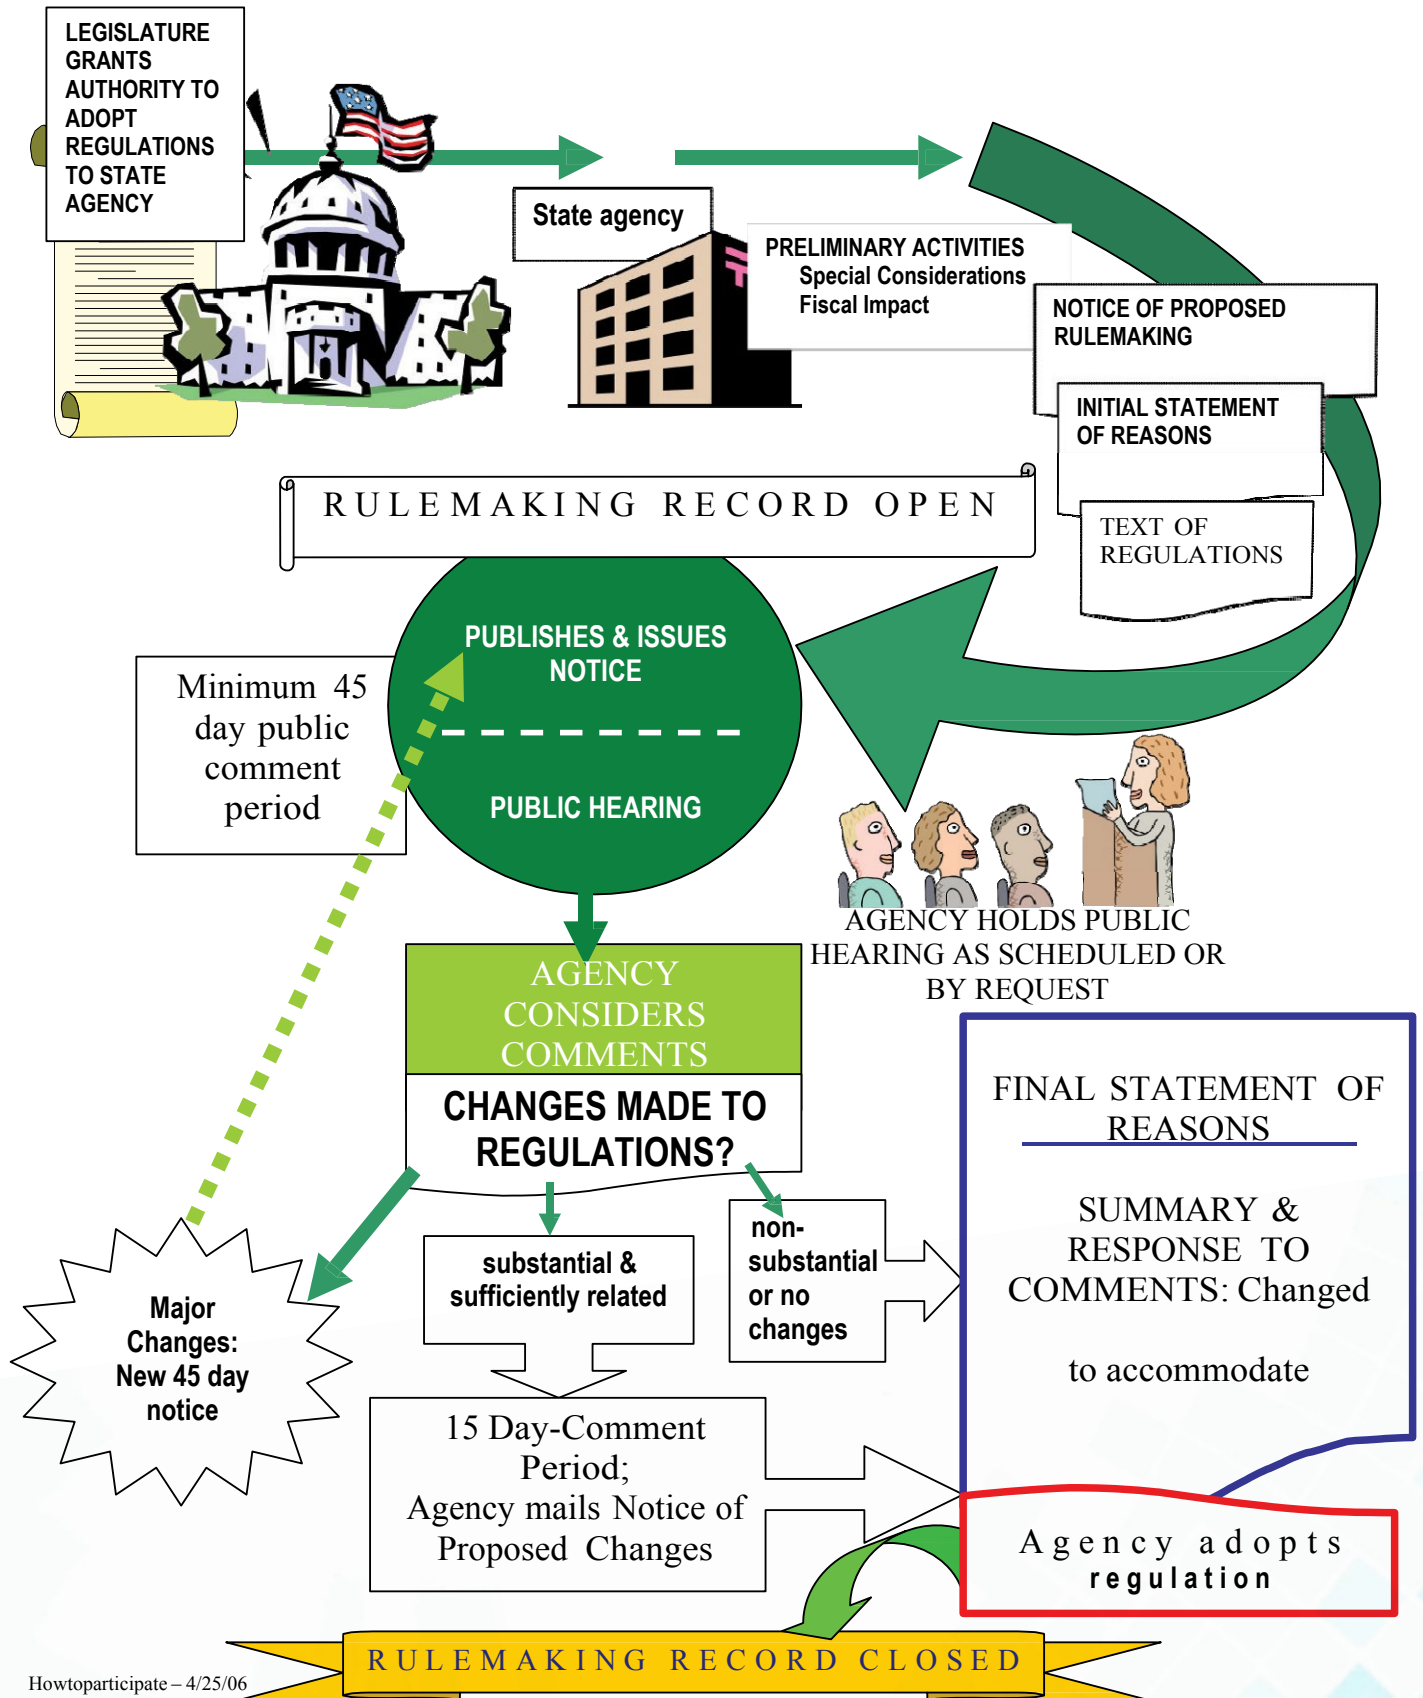 LEGISLATURE
GRANTS
AUTHORITY TO
ADOPT
REGULATIONS
TO STATE
AGENCY
State agency
PRELIMINARY ACTIVITIES
Special Considerations
Fiscal Impact
NOTICE OF PROPOSED
RULEMAKING
INITIAL STATEMENT
OF REASONS
TEXT OF
REGULATIONS
RULEMAKING RECORD OPEN
PUBLISHES & ISSUES
NOTICE
PUBLIC HEARING
Minimum 45
day public
comment
period
AGENCY HOLDS PUBLIC
HEARING AS SCHEDULED OR
BY REQUEST
AGENCY
CONSIDERS
COMMENTS
CHANGES MADE TO
REGULATIONS?
Major
Changes:
New 45 day
notice
substantial &
sufficiently related
non-
substantial
or no
changes
15 Day-Comment
Period;
Agency mails Notice of
Proposed Changes
FINAL STATEMENT OF
REASONS
SUMMARY &
RESPONSE TO
COMMENTS: Changed
to accommodate
Agency adopts
regulation
RULEMAKING RECORD CLOSED
Howtoparticipate – 4/25/06